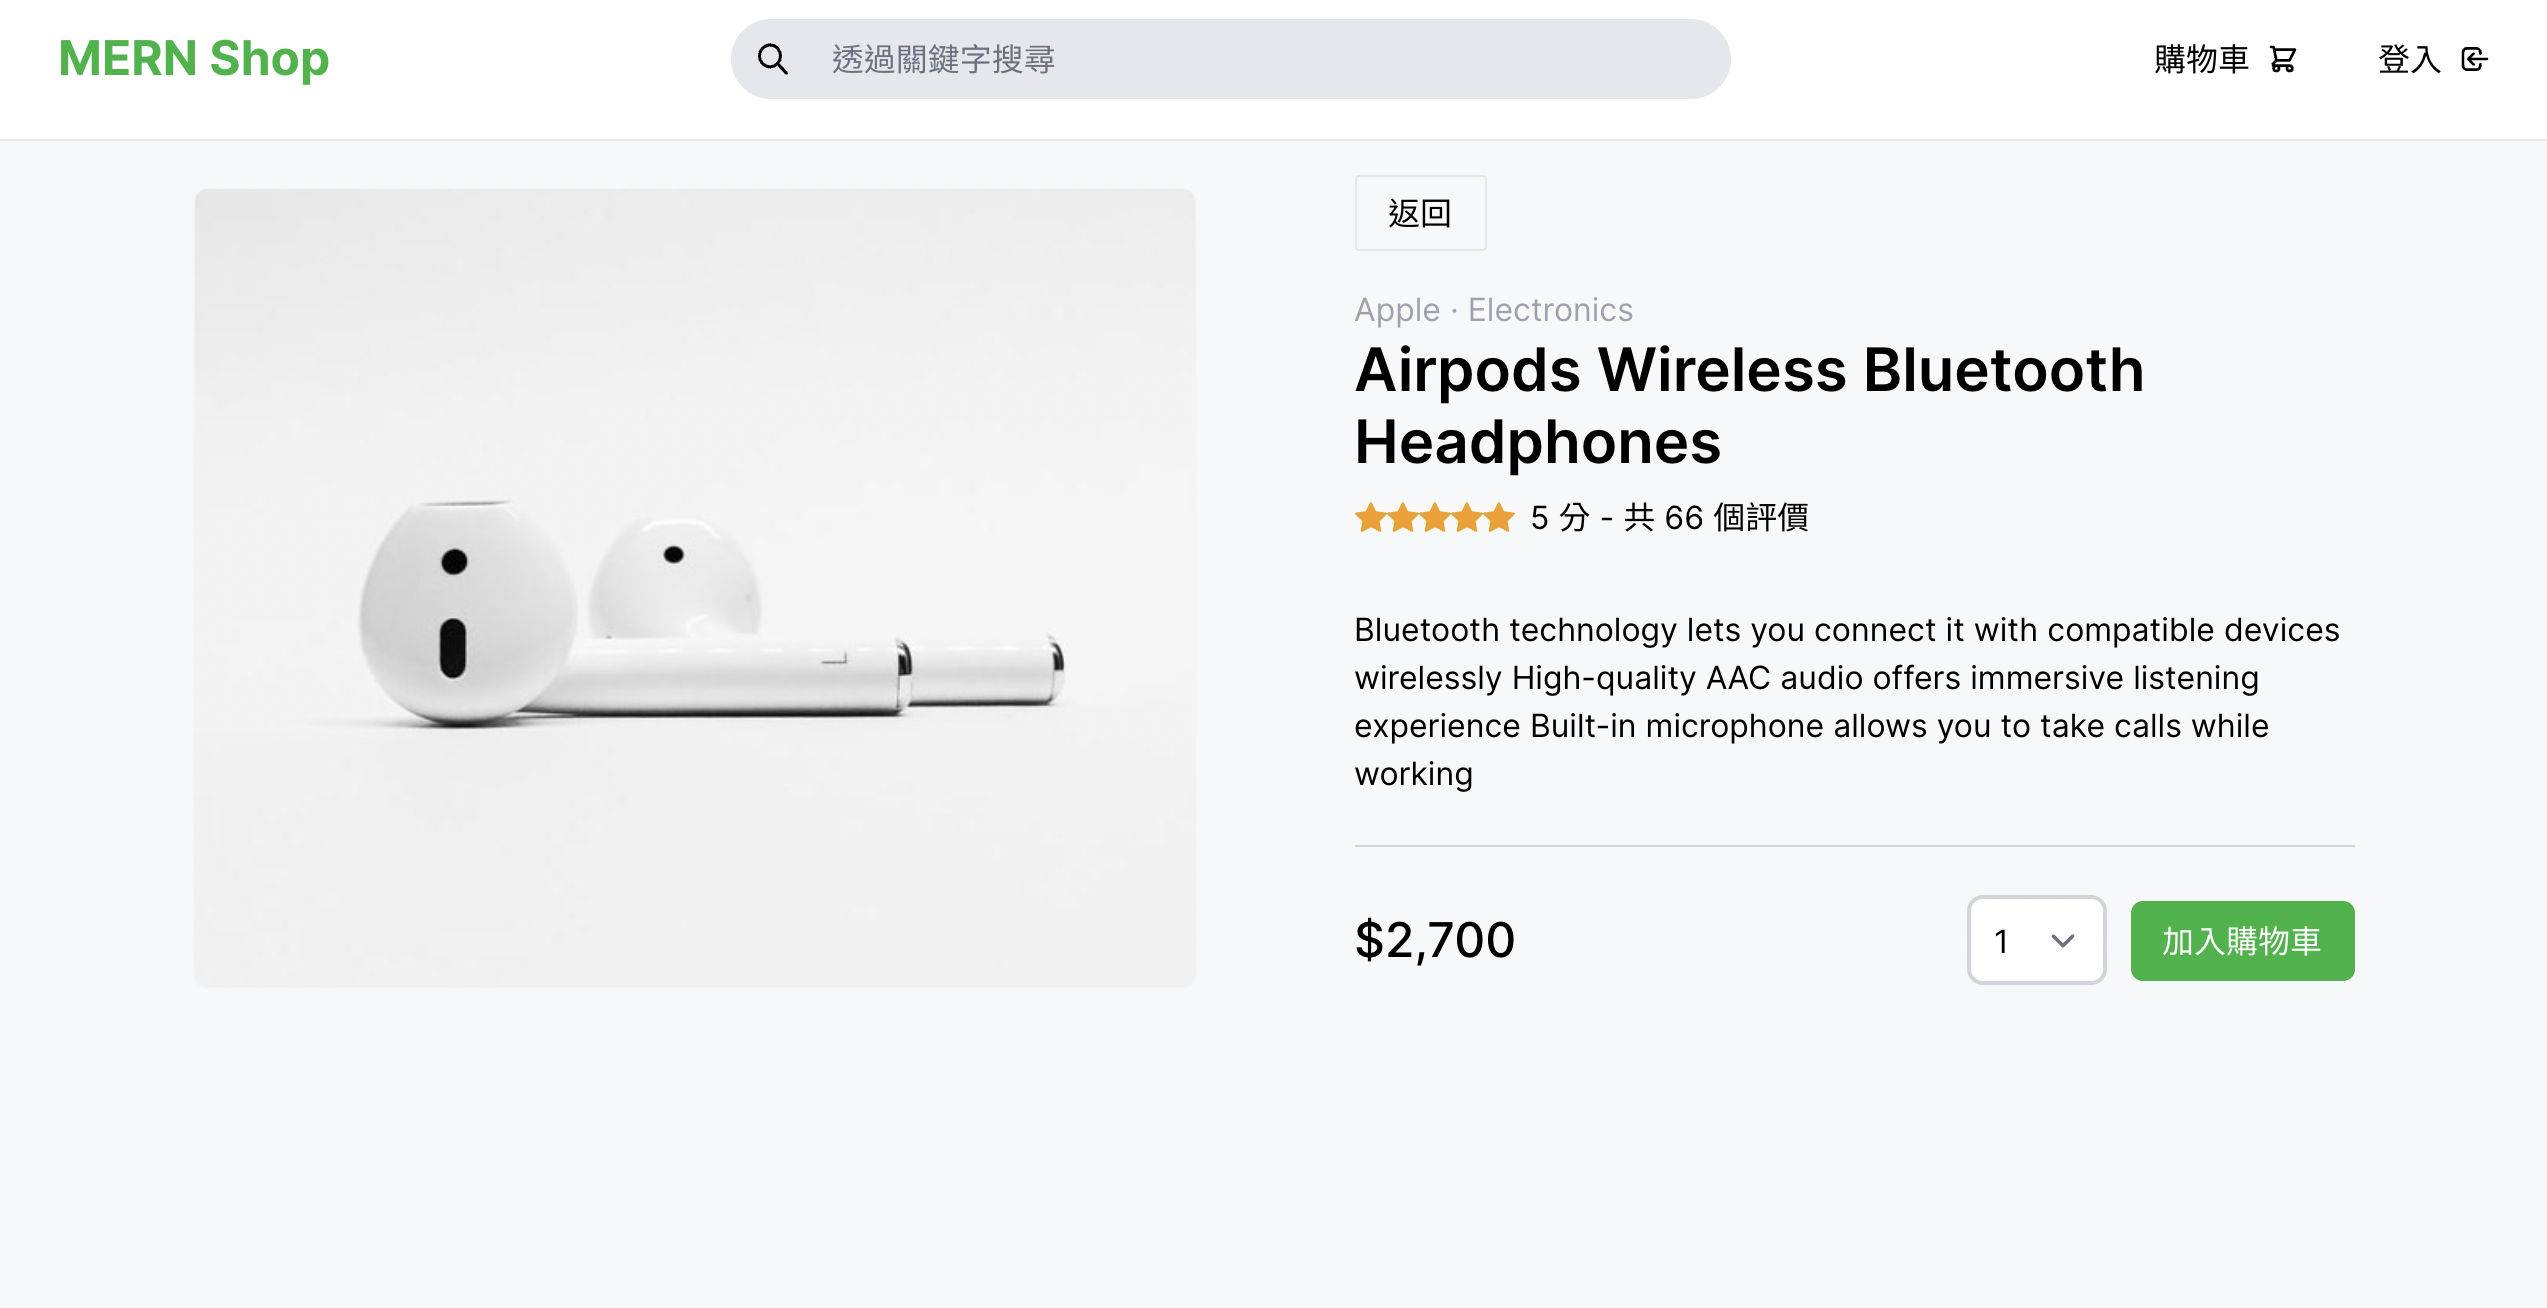 MERN Shop
透過關鍵字搜尋
購物車
登入
返回
Apple · Electronics
Airpods Wireless Bluetooth
Headphones
5 分 - 共 66 個評價
Bluetooth technology lets you connect it with compatible devices
wirelessly High-quality AAC audio offers immersive listening
experience Built-in microphone allows you to take calls while
working
$2,700
1
加入購物車